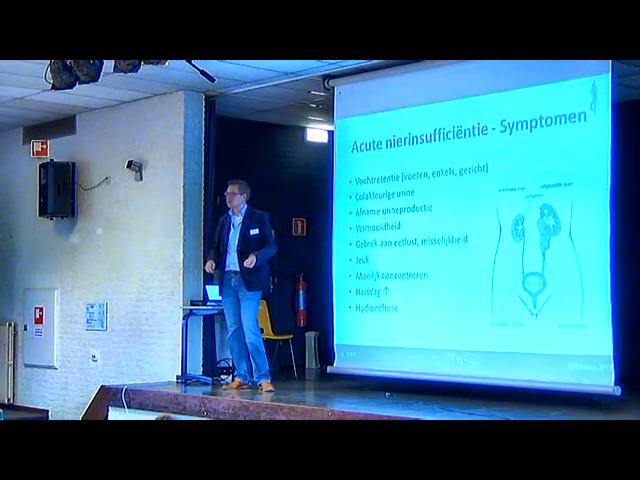 Acute nierinsufficiëntie - Symptomen
• Vochtretentie (voeten, enkels, gezicht)
• Colakleurige urine
• Afname urineproductie
• Vermoeidheid
• Gebrek aan eetlust, misselijkheid
• Jeuk
• Moeilijk concentreren
• Hartslag ↑
• Hydronefrose